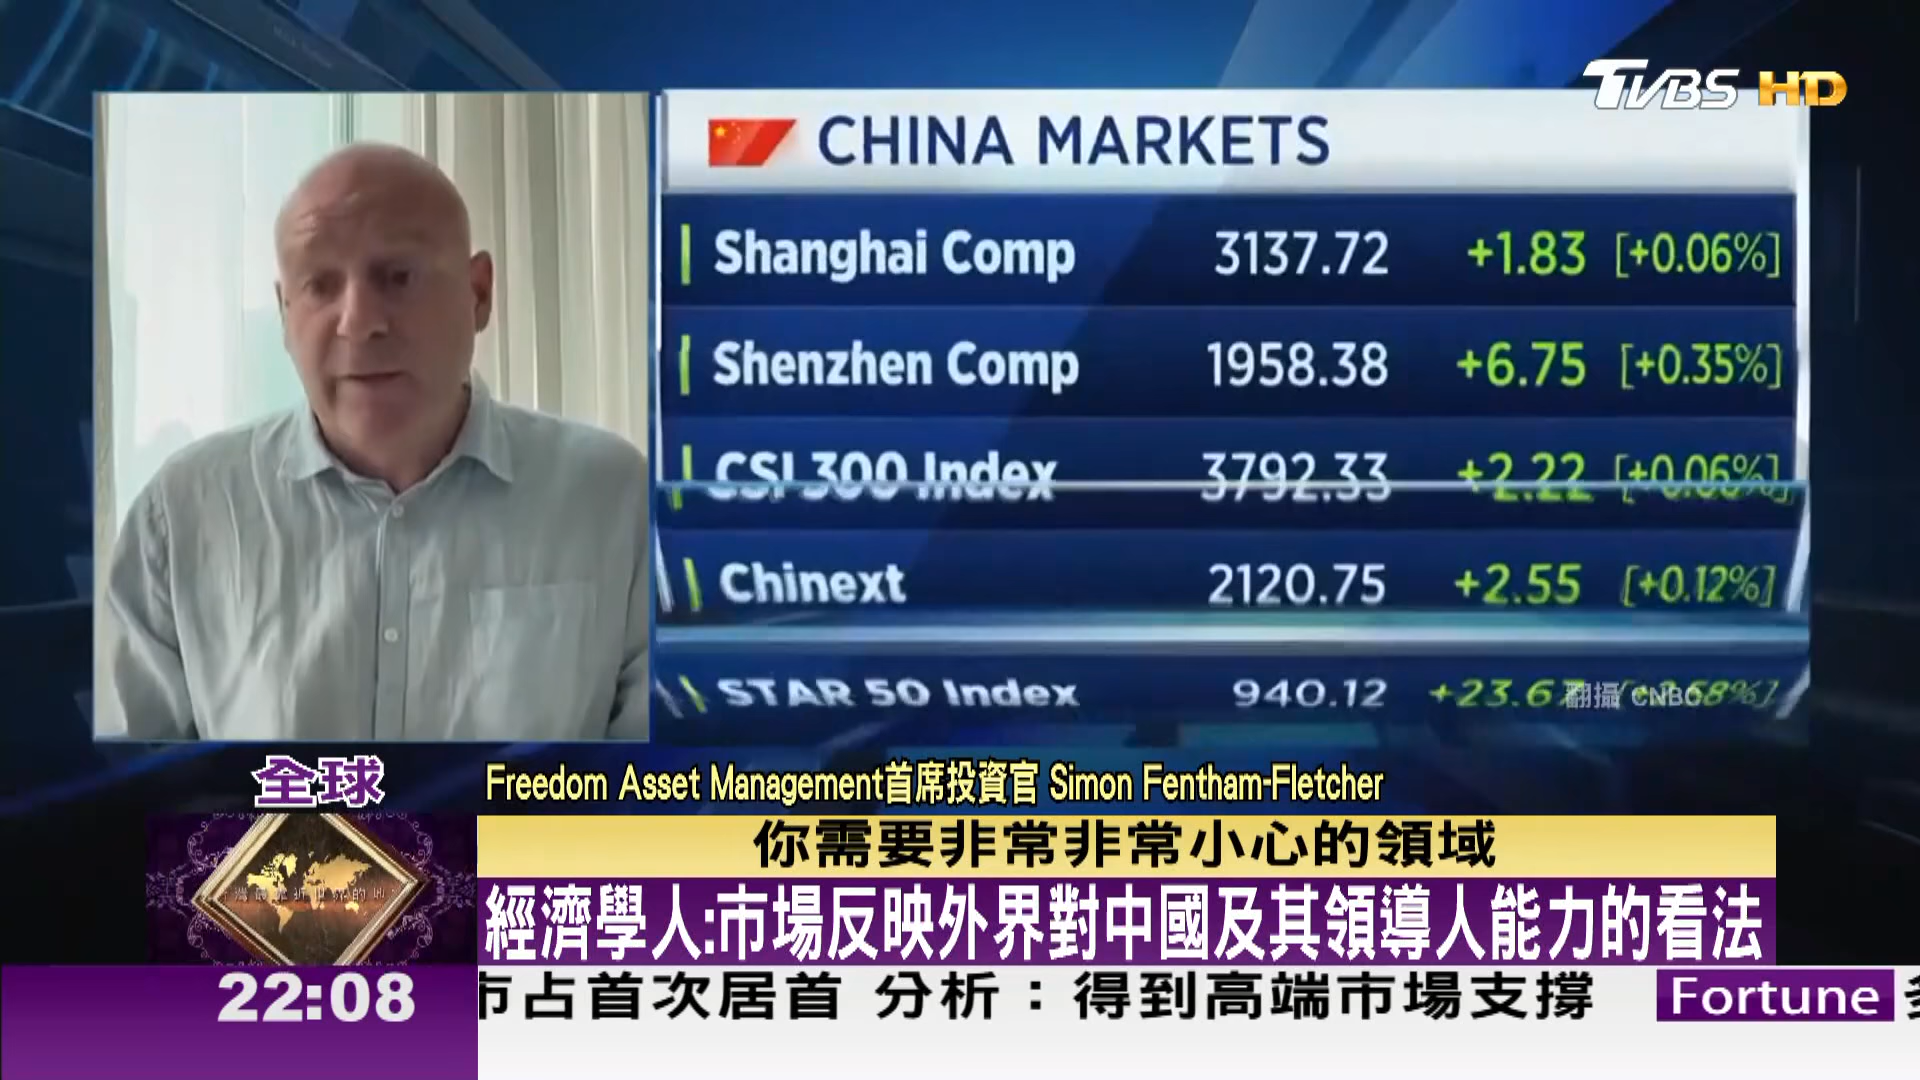 TVBS HD
CHINA MARKETS
Shanghai Comp 3137.72 +1.83 [+0.06%]
Shenzhen Comp 1958.38 +6.75 [+0.35%]
CSI 300 Index 3792.33 +2.22 [+0.06%]
Chinext 2120.75 +2.55 [+0.12%]
STAR 50 Index 940.12
翻攝 CNBC
全球
Freedom Asset Management首席投資官 Simon Fentham-Fletcher
你需要非常非常小心的領域
經濟學人:市場反映外界對中國及其領導人能力的看法
22:08
市占首次居首 分析：得到高端市場支撐 Fortune